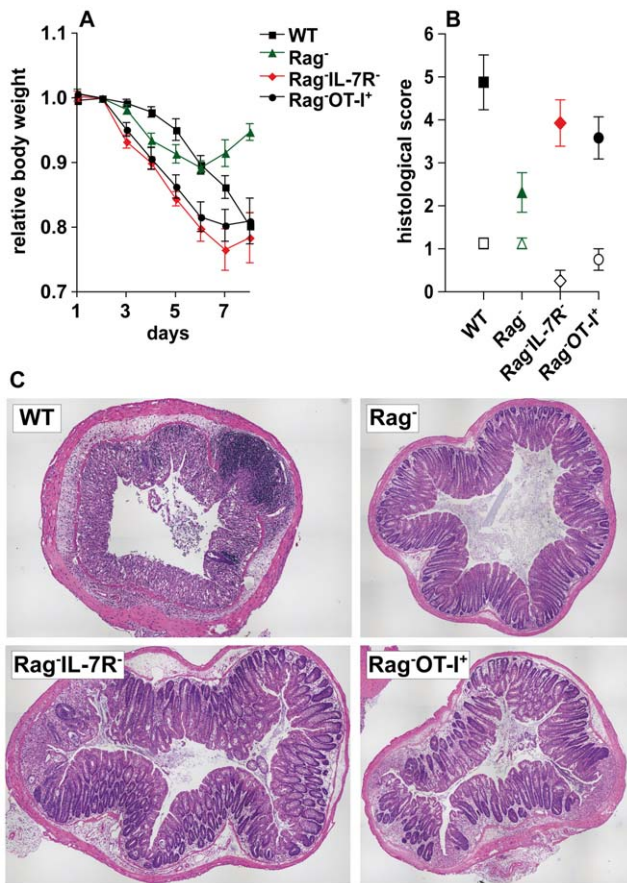 A
WT
Rag⁻
Rag⁻IL-7R⁻
Rag⁻OT-I⁺
relative body weight
1.1
1.0
0.9
0.8
0.7
1 3 5 7
days
B
histological score
6
5
4
3
2
1
0
WT
Rag⁻
Rag⁻IL-7R⁻
Rag⁻OT-I⁺
C
WT
Rag⁻
Rag⁻IL-7R⁻
Rag⁻OT-I⁺